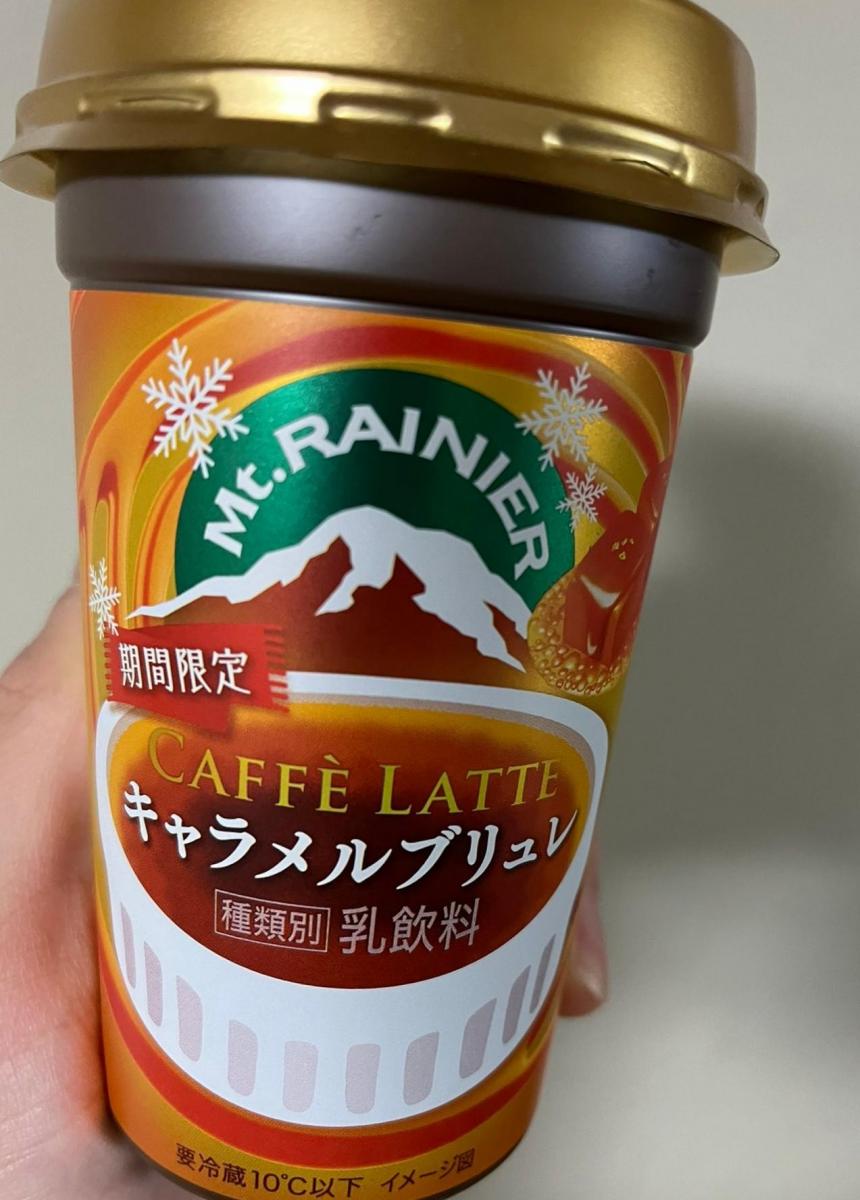 Mt. RAINIER
期間限定
CAFFÈ LATTE
キャラメルブリュレ
種類別 乳飲料
要冷蔵10℃以下 イメージ図